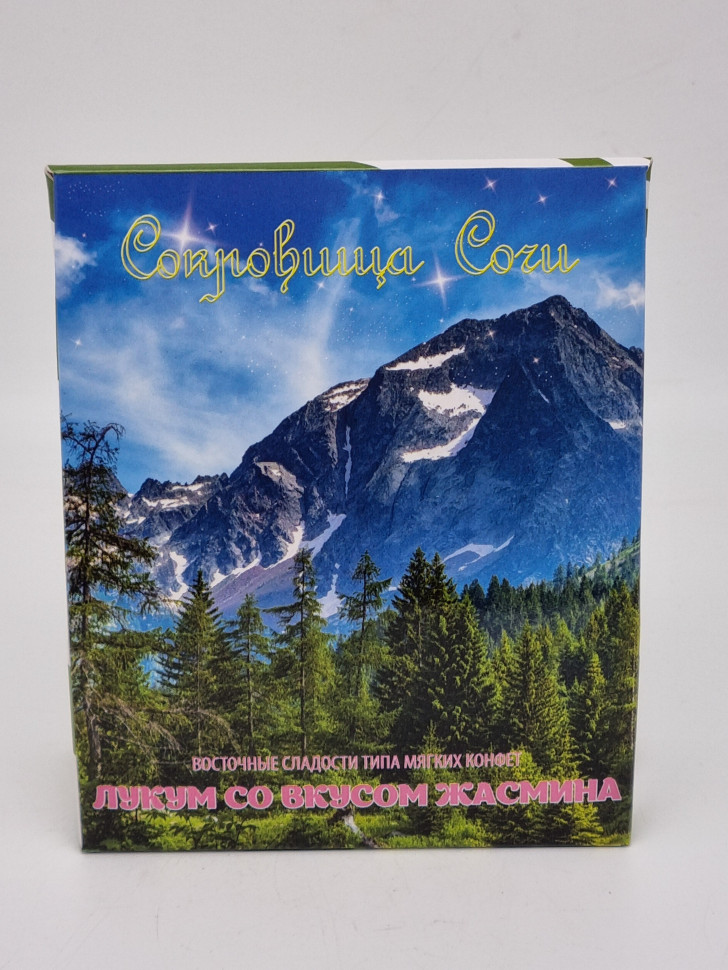 Сокровища Сочи
ВОСТОЧНЫЕ СЛАДОСТИ ТИПА МЯГКИХ КОНФЕТ
ЛУКУМ СО ВКУСОМ ЖАСМИНА